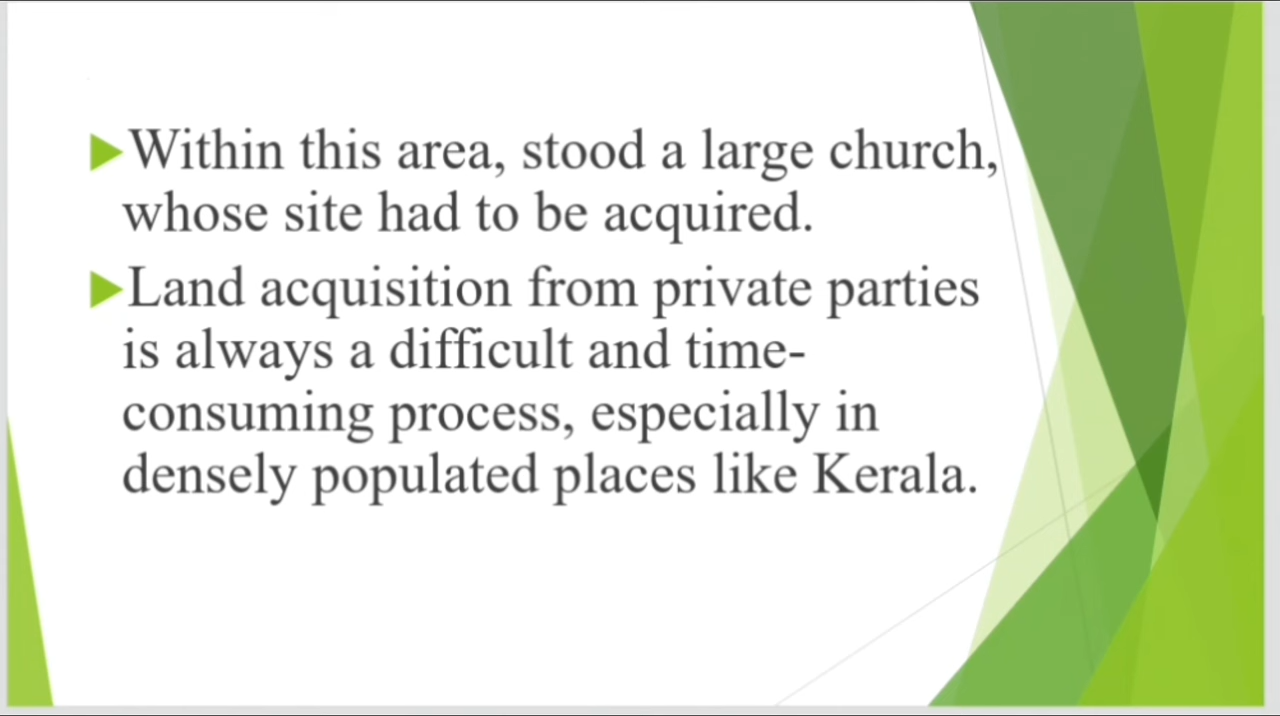 Within this area, stood a large church,
whose site had to be acquired.
Land acquisition from private parties
is always a difficult and time-
consuming process, especially in
densely populated places like Kerala.